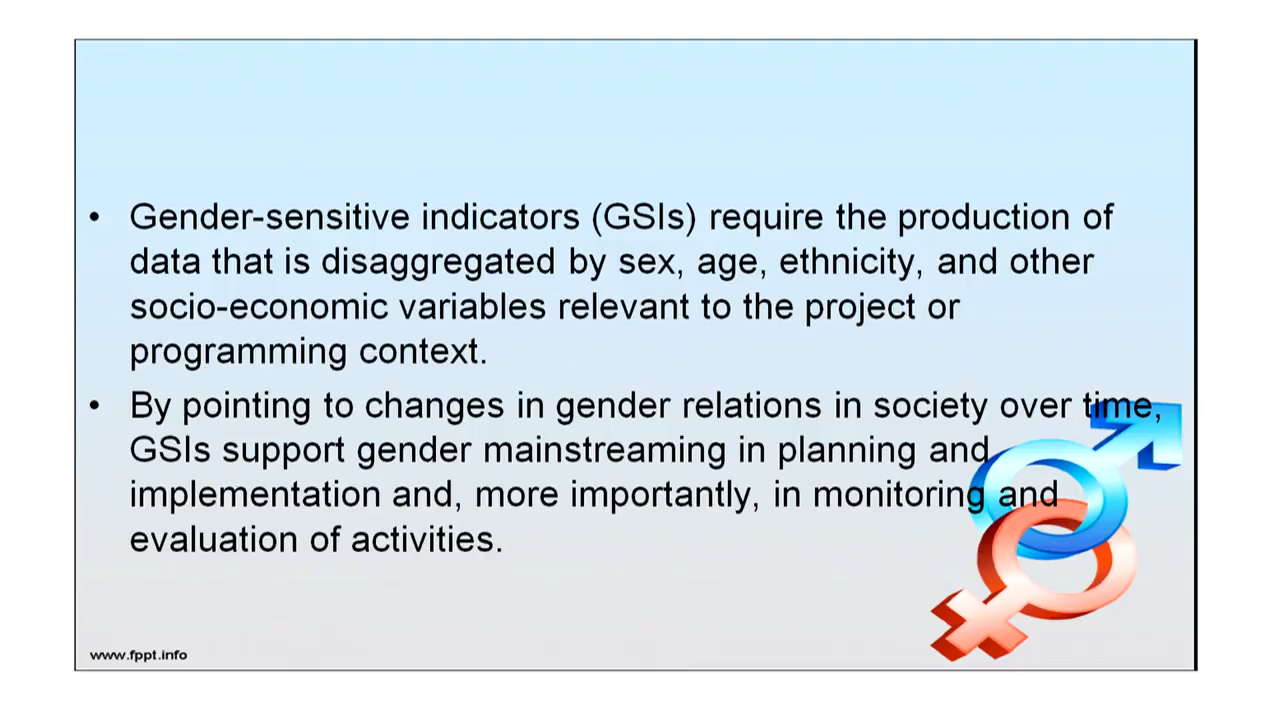 • Gender-sensitive indicators (GSIs) require the production of
data that is disaggregated by sex, age, ethnicity, and other
socio-economic variables relevant to the project or
programming context.
• By pointing to changes in gender relations in society over time,
GSIs support gender mainstreaming in planning and
implementation and, more importantly, in monitoring and
evaluation of activities.
www.fppt.info